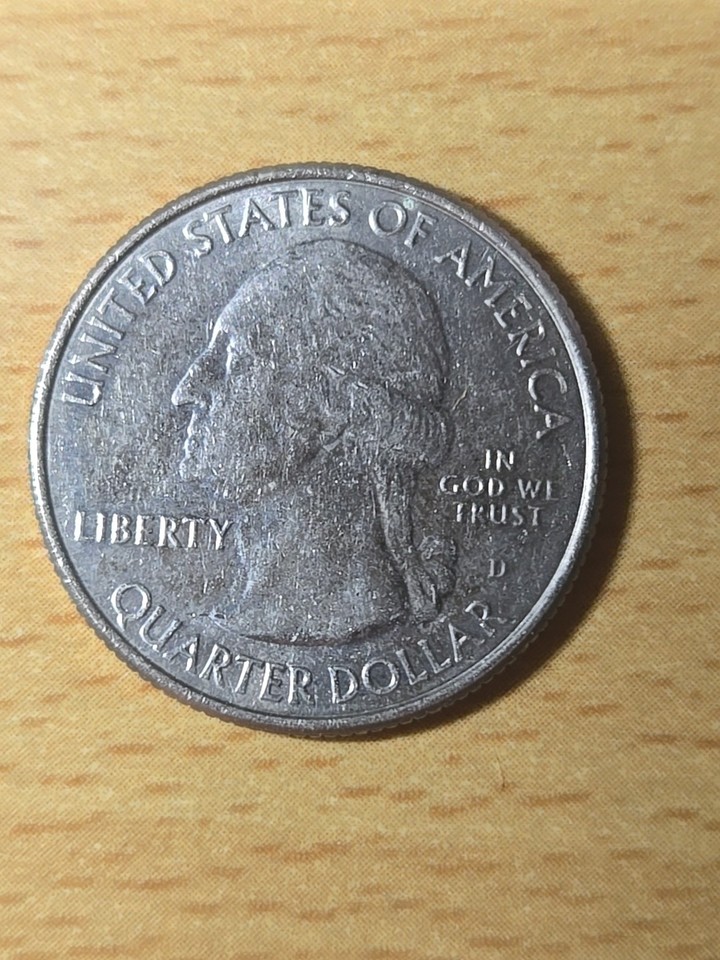 UNITED STATES OF AMERICA
LIBERTY
IN
GOD WE
TRUST
D
QUARTER DOLLAR